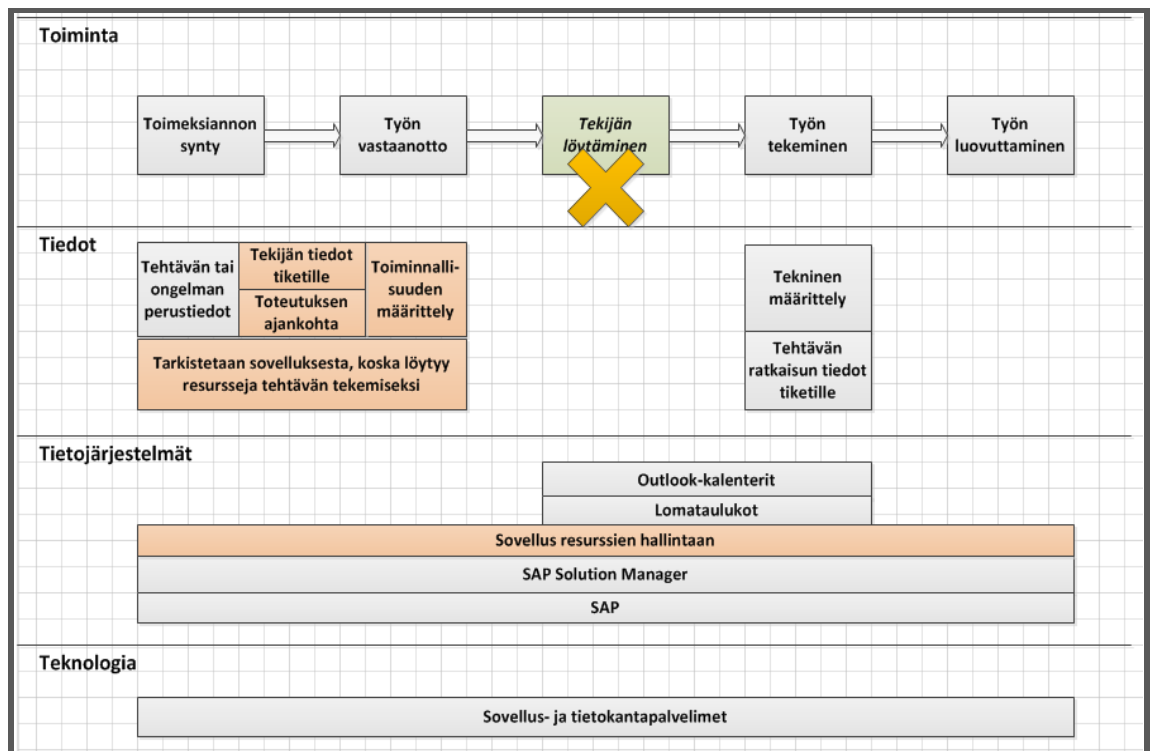 Toiminta
Toimeksiannon
synty
Työn
vastaanotto
Tekijän
löytäminen
Työn
tekeminen
Työn
luovuttaminen
Tiedot
Tehtävän tai
ongelman
perustiedot
Tekijän tiedot
tiketille
Toteutuksen
ajankohta
Toiminnalli-
suuden
määrittely
Tarkistetaan sovelluksesta, koska löytyy
resursseja tehtävän tekemiseksi
Tekninen
määrittely
Tehtävän
ratkaisun tiedot
tiketille
Tietojärjestelmät
Outlook-kalenterit
Lomataulukot
Sovellus resurssien hallintaan
SAP Solution Manager
SAP
Teknologia
Sovellus- ja tietokantapalvelimet